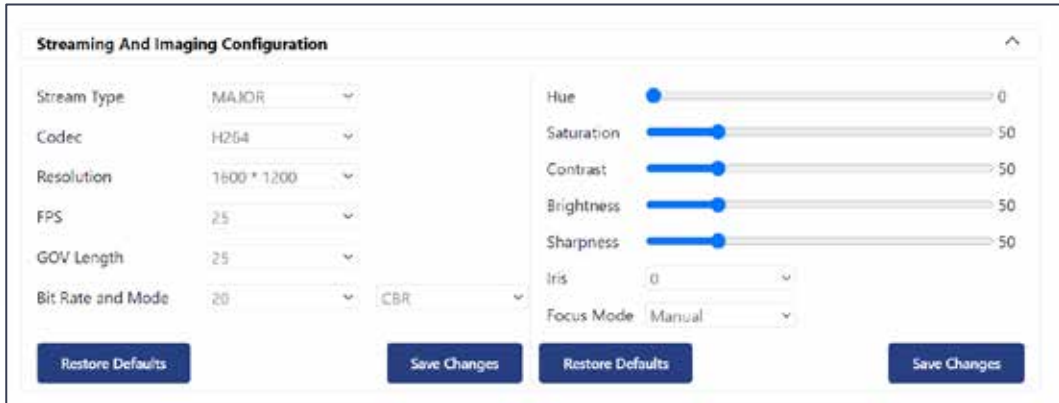 Streaming And Imaging Configuration
Stream Type MAJOR
Codec H264
Resolution 1600 * 1200
FPS 25
GOV Length 25
Bit Rate and Mode 20 CBR
Restore Defaults Save Changes
Hue 0
Saturation 50
Contrast 50
Brightness 50
Sharpness 50
Iris 0
Focus Mode Manual
Restore Defaults Save Changes